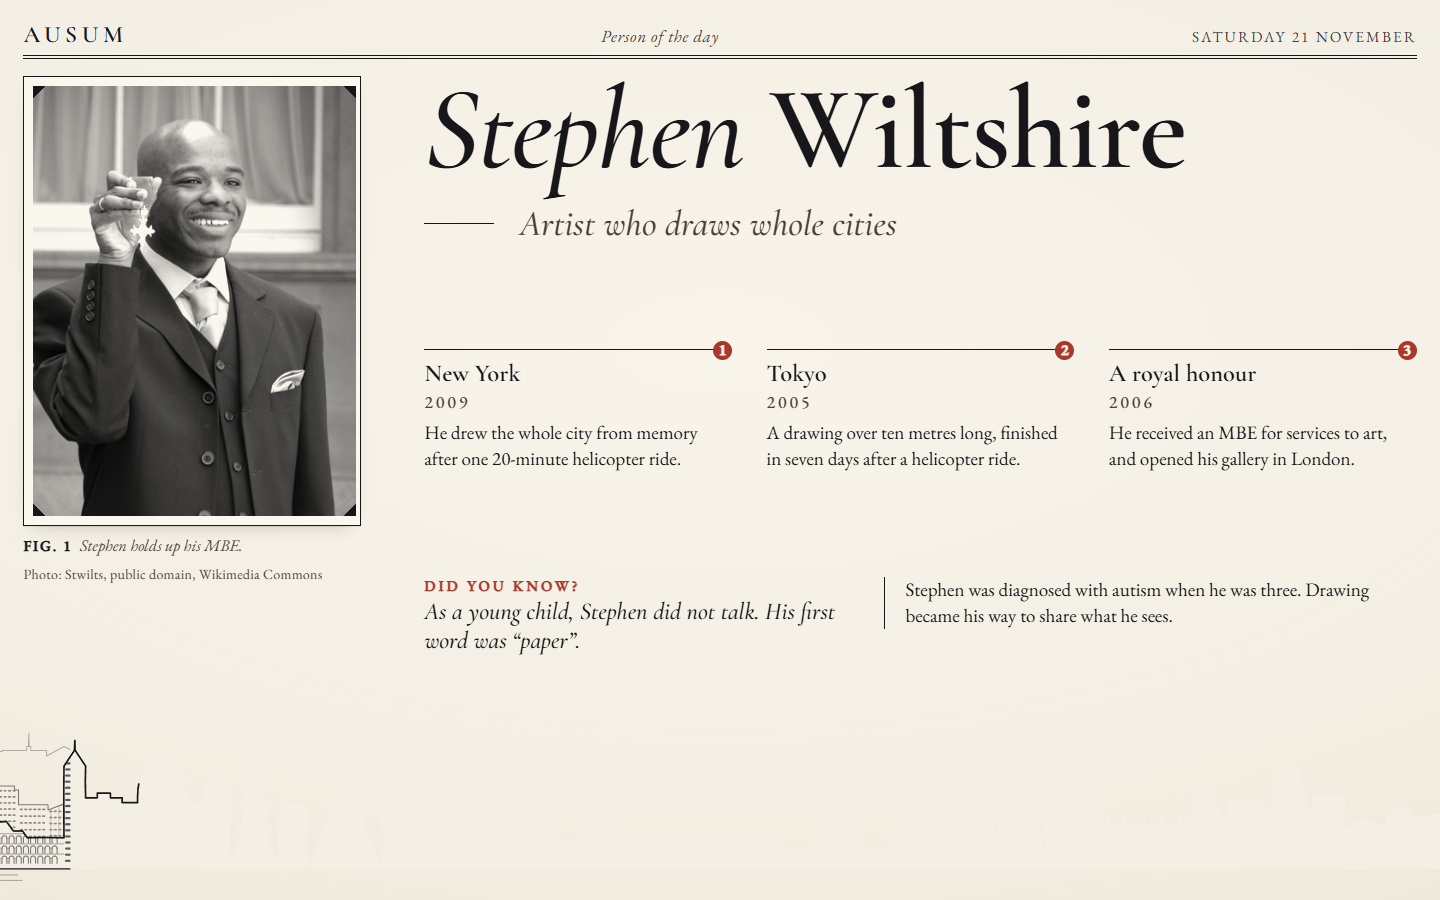 AUSUM
Person of the day
SATURDAY 21 NOVEMBER
Stephen Wiltshire
Artist who draws whole cities
1
New York
2009
He drew the whole city from memory
after one 20-minute helicopter ride.
2
Tokyo
2005
A drawing over ten metres long, finished
in seven days after a helicopter ride.
3
A royal honour
2006
He received an MBE for services to art,
and opened his gallery in London.
FIG. 1 Stephen holds up his MBE.
Photo: Stwilts, public domain, Wikimedia Commons
DID YOU KNOW?
As a young child, Stephen did not talk. His first
word was “paper”.
Stephen was diagnosed with autism when he was three. Drawing
became his way to share what he sees.